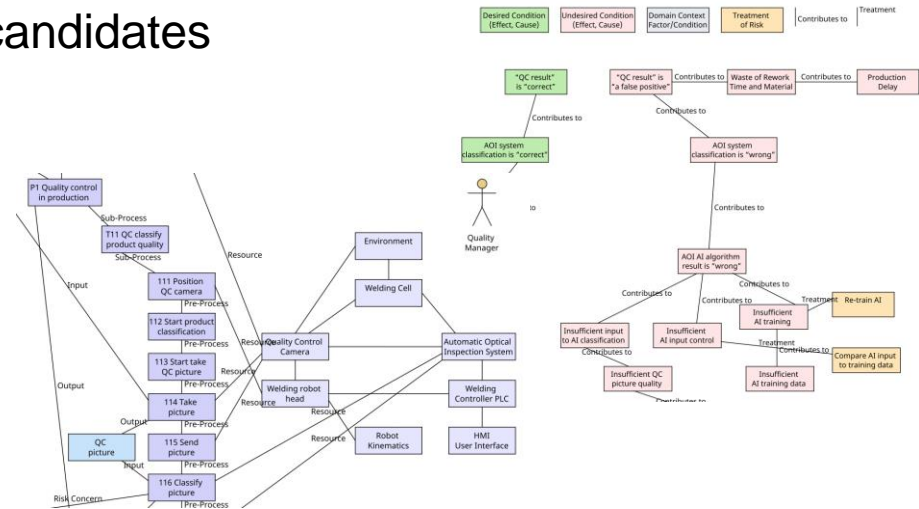 candidates
Desired Condition
(Effect, Cause)
Undesired Condition
(Effect, Cause)
Domain Context
Factor/Condition
Treatment
of Risk
Contributes to
Treatment
"QC result"
is "correct"
"QC result" is
"a false positive"
Contributes to
Waste of Rework
Time and Material
Contributes to
Production
Delay
Contributes to
Contributes to
AOI system
classification is "correct"
AOI system
classification is "wrong"
to
Quality
Manager
Contributes to
AOI AI algorithm
result is "wrong"
Contributes to
Contributes to
Contributes to
Treatment
Re-train AI
Insufficient
AI training
Insufficient input
to AI classification
Insufficient
AI input control
Treatment
Contributes to
Contributes to
Compare AI input
to training data
Insufficient QC
picture quality
Insufficient
AI training data
Contributes to
P1 Quality control
in production
Sub-Process
T11 QC classify
product quality
Sub-Process
Input
Resource
111 Position
QC camera
Pre-Process
112 Start product
classification
Pre-Process
113 Start take
QC picture
Pre-Process
114 Take
picture
Output
Output
Pre-Process
QC
picture
115 Send
picture
Input
Pre-Process
116 Classify
picture
Risk Concern
Pre-Process
Environment
Welding Cell
Resource
Quality Control
Camera
Automatic Optical
Inspection System
Resource
Resource
Welding robot
head
Welding
Controller PLC
Resource
Resource
Robot
Kinematics
HMI
User Interface